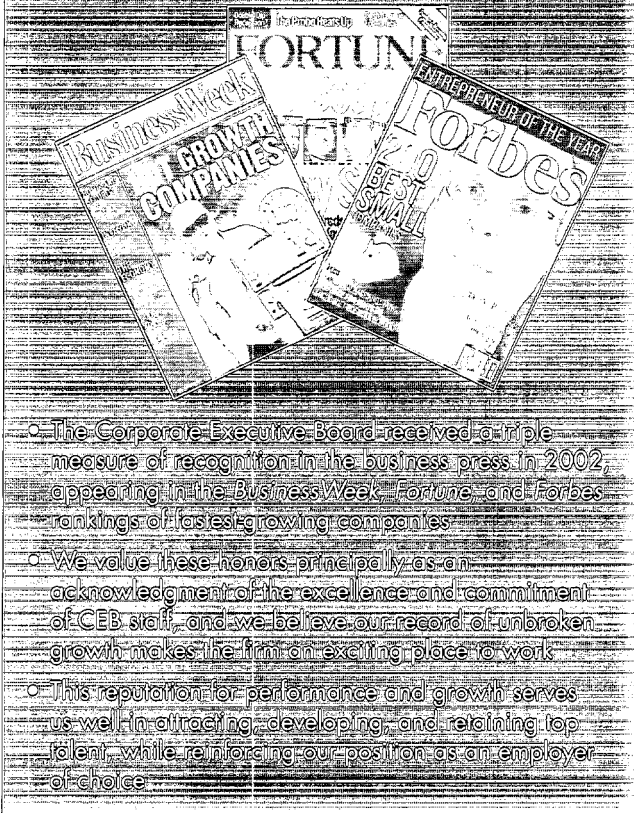 The Probe Heats Up
FORTUNE
BusinessWeek
GROWTH
COMPANIES
ENTREPRENEUR OF THE YEAR
Forbes
BEST
SMALL
○ The Corporate Executive Board received a triple
measure of recognition in the business press in 2002,
appearing in the BusinessWeek, Fortune, and Forbes
rankings of fastest-growing companies
○ We value these honors principally as an
acknowledgment of the excellence and commitment
of CEB staff, and we believe our record of unbroken
growth makes the firm an exciting place to work
○ This reputation for performance and growth serves
us well in attracting, developing, and retaining top
talent, while reinforcing our position as an employer
of choice